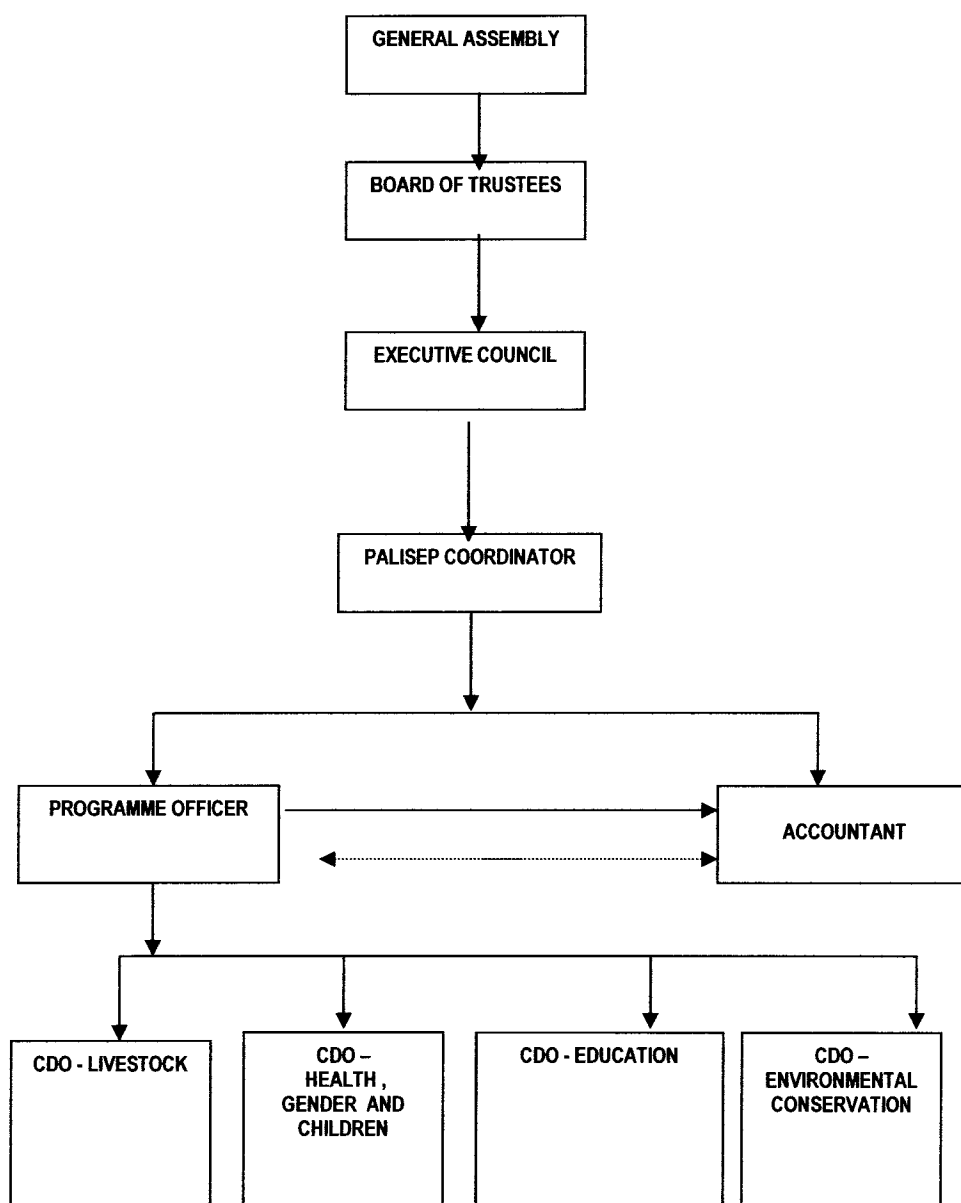 GENERAL ASSEMBLY
BOARD OF TRUSTEES
EXECUTIVE COUNCIL
PALISEP COORDINATOR
PROGRAMME OFFICER
ACCOUNTANT
CDO - LIVESTOCK
CDO –
HEALTH ,
GENDER AND
CHILDREN
CDO - EDUCATION
CDO –
ENVIRONMENTAL
CONSERVATION